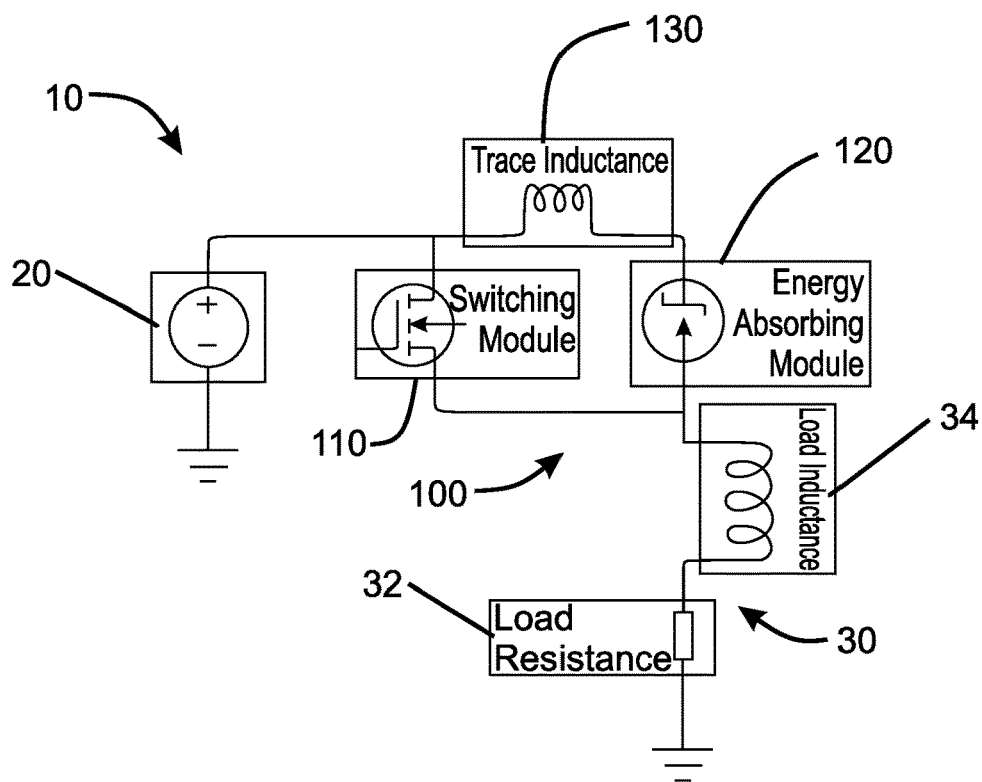 130
10
Trace Inductance
120
20
+
−
Switching
Module
Energy
Absorbing
Module
110
100
Load Inductance
34
32
Load
Resistance
30